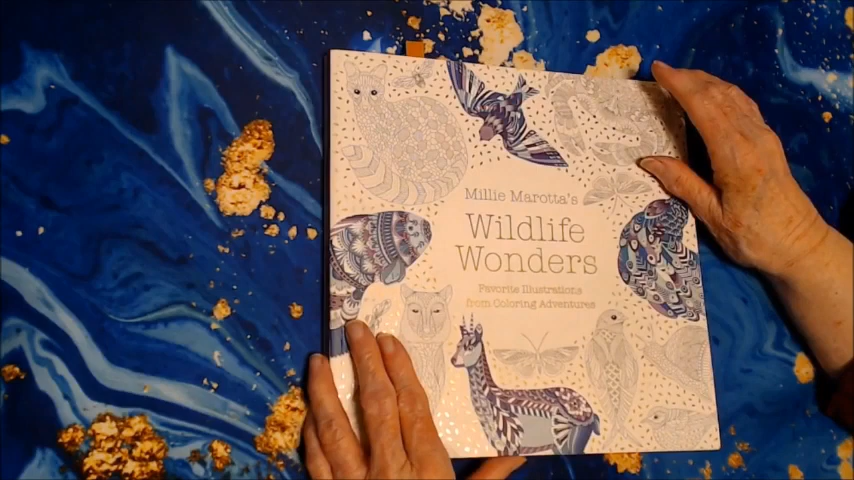 Millie Marotta's
Wildlife
Wonders
Favorite Illustrations
from Coloring Adventures